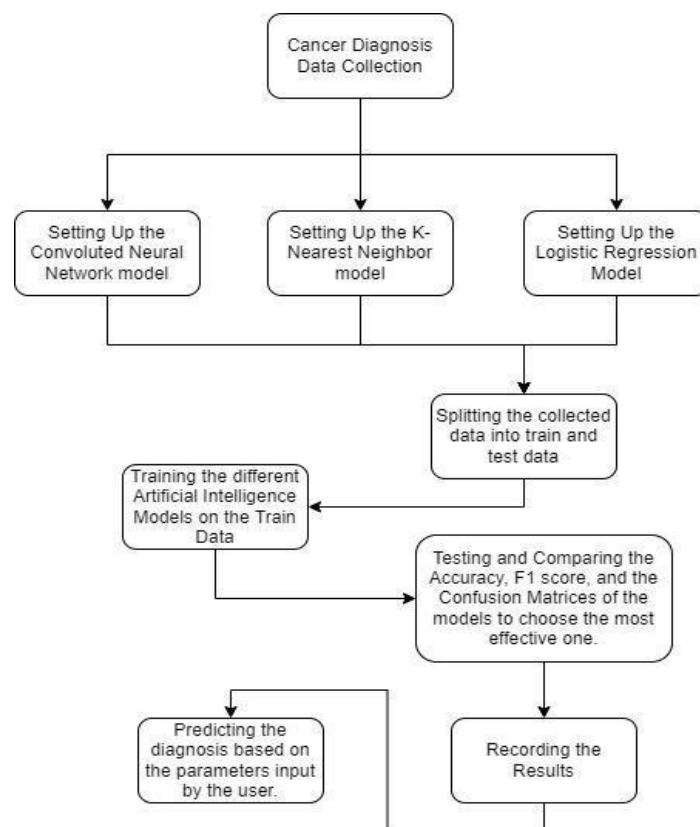 Cancer Diagnosis
Data Collection
Setting Up the
Convoluted Neural
Network model
Setting Up the K-
Nearest Neighbor
model
Setting Up the
Logistic Regression
Model
Splitting the collected
data into train and
test data
Training the different
Artificial Intelligence
Models on the Train
Data
Testing and Comparing the
Accuracy, F1 score, and the
Confusion Matrices of the
models to choose the most
effective one.
Recording the
Results
Predicting the
diagnosis based on
the parameters input
by the user.